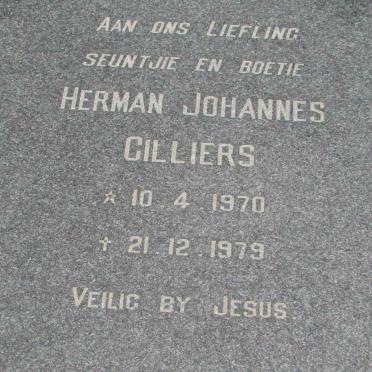 AAN ONS LIEFLING
SEUNTJIE EN BOETIE
HERMAN JOHANNES
CILLIERS
☆ 10.4 1970
✝ 21.12.1979
VEILIG BY JESUS.